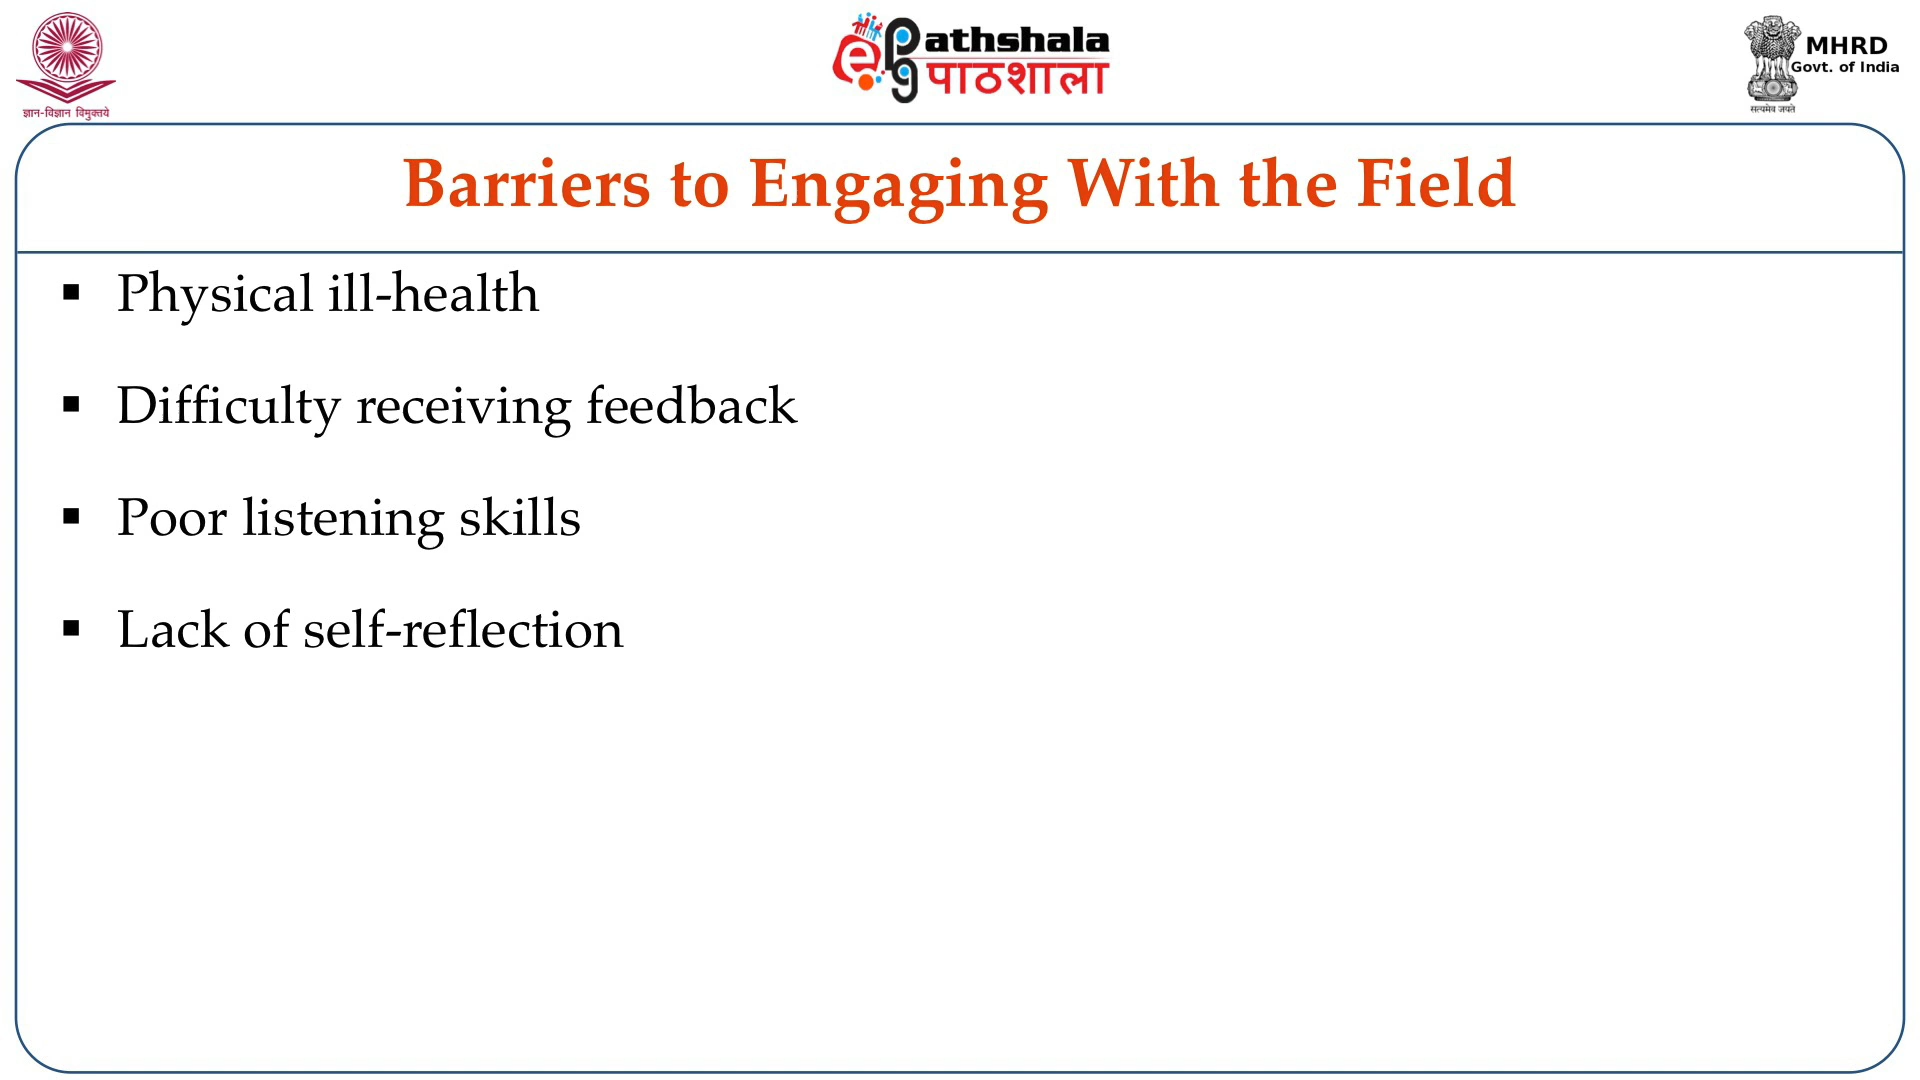 ज्ञान-विज्ञान विमुक्तये
ePathshala
पाठशाला
MHRD
Govt. of India
सत्यमेव जयते
Barriers to Engaging With the Field
▪ Physical ill-health
▪ Difficulty receiving feedback
▪ Poor listening skills
▪ Lack of self-reflection